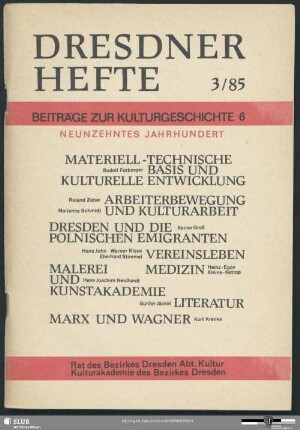 DRESDNER
HEFTE 3/85
BEITRÄGE ZUR KULTURGESCHICHTE 6
NEUNZEHNTES JAHRHUNDERT
MATERIELL-TECHNISCHE
Rudolf Forberger BASIS UND
KULTURELLE ENTWICKLUNG
Roland Zeise ARBEITERBEWEGUNG
Marianne Schmidt UND KULTURARBEIT
DRESDEN UND DIE Reiner Groß
POLNISCHEN EMIGRANTEN
Hans John Werner Klaus
Eberhard Stimmel VEREINSLEBEN
MALEREI MEDIZIN Heinz-Egon
Kleine-Natrop
UND Hans Joachim Neidhardt
KUNSTAKADEMIE
Günter Jäckel LITERATUR
MARX UND WAGNER Kurt Kranke
Rat des Bezirkes Dresden Abt. Kultur
Kulturakademie des Bezirkes Dresden
SLUB